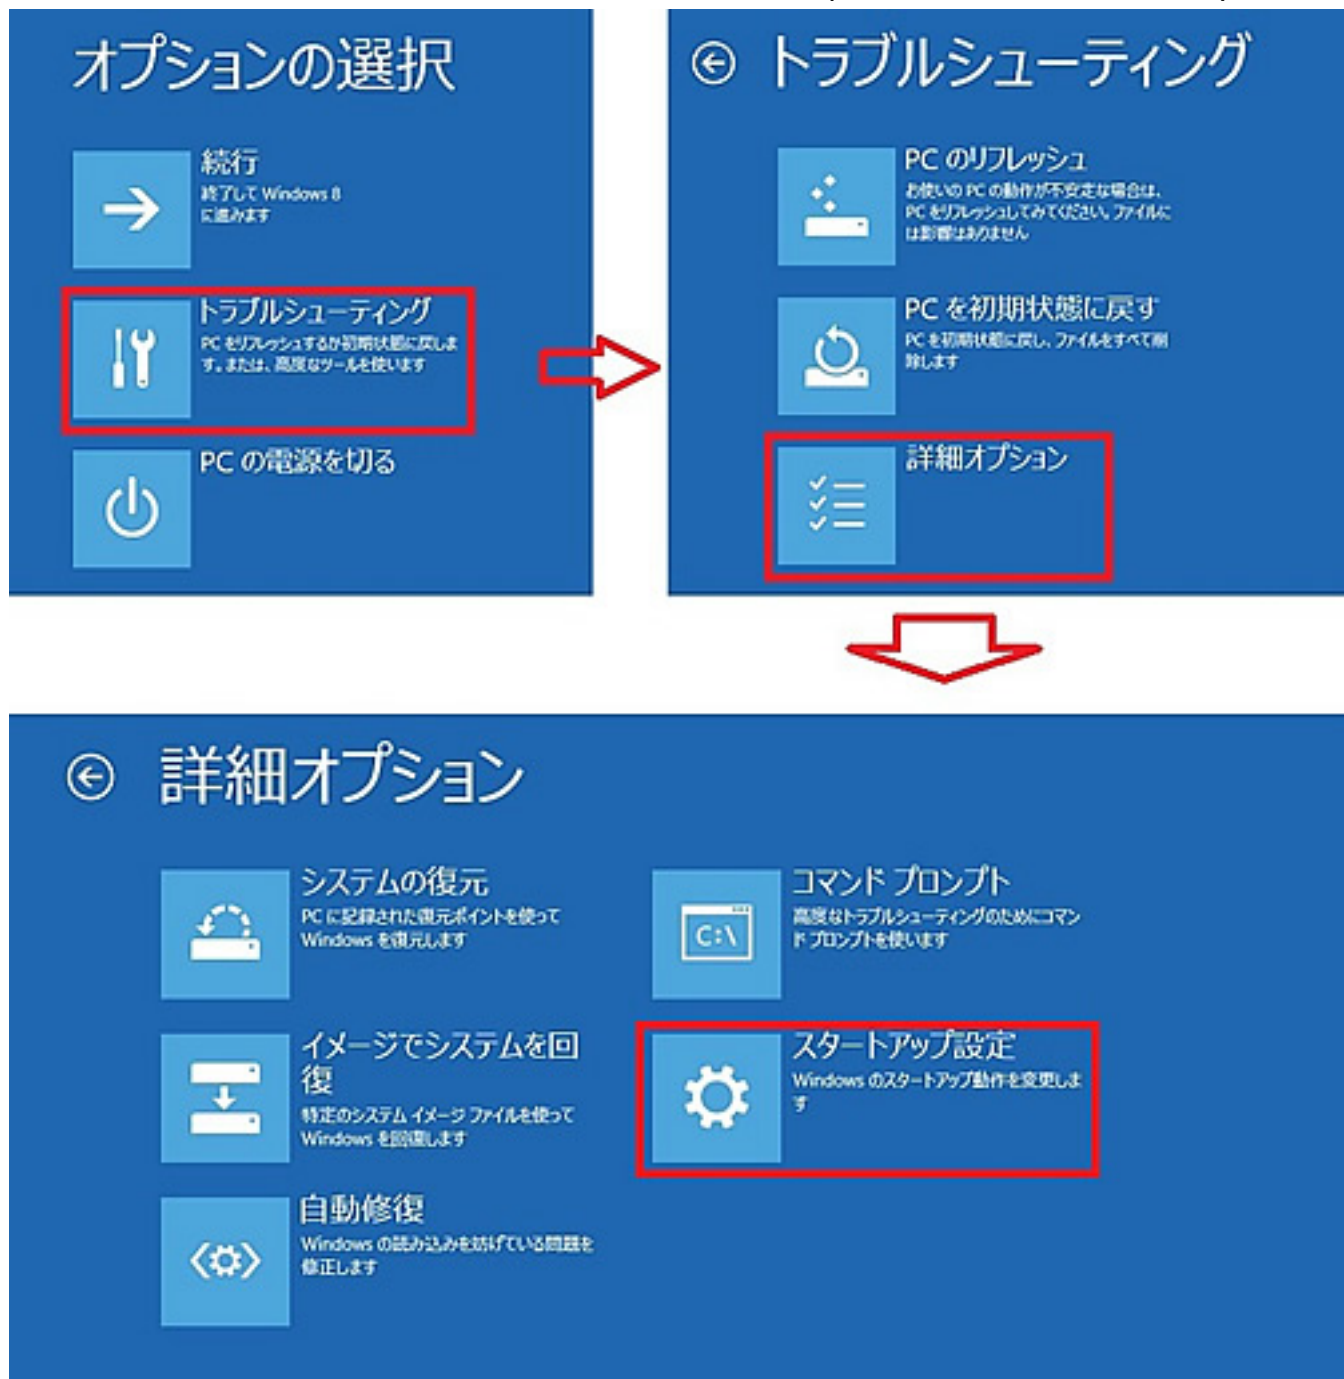 オプションの選択
続行
終了して Windows 8
に進みます
トラブルシューティング
PC をリフレッシュするか初期状態に戻しま
す。または、高度なツールを使います
PC の電源を切る
トラブルシューティング
PC のリフレッシュ
お使いの PC の動作が不安定な場合は、
PC をリフレッシュしてみてください。ファイルに
は影響はありません
PC を初期状態に戻す
PC を初期状態に戻し、ファイルをすべて削
除します
詳細オプション
詳細オプション
システムの復元
PC に記録された復元ポイントを使って
Windows を復元します
イメージでシステムを回
復
特定のシステム イメージ ファイルを使って
Windows を回復します
自動修復
Windows の読み込みを妨げている問題を
修正します
コマンド プロンプト
高度なトラブルシューティングのためにコマン
ド プロンプトを使います
C:\
スタートアップ設定
Windows のスタートアップ動作を変更しま
す